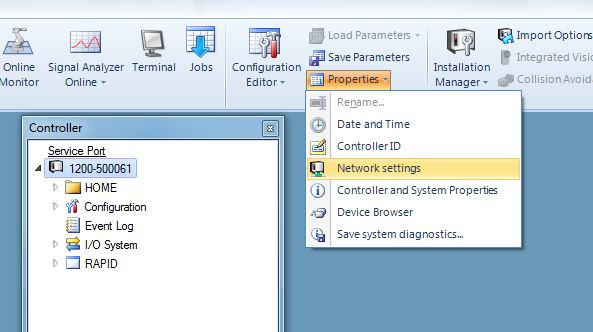 Online Monitor
Signal Analyzer Online
Terminal
Jobs
Configuration Editor
Load Parameters
Save Parameters
Properties
Installation Manager
Import Options
Integrated Visi
Collision Avoida
Rename...
Date and Time
Controller ID
Network settings
Controller and System Properties
Device Browser
Save system diagnostics...
Controller
Service Port
1200-500061
HOME
Configuration
Event Log
I/O System
RAPID